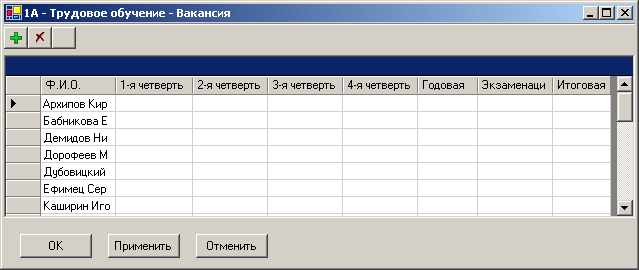 1А - Трудовое обучение - Вакансия
Ф.И.О. 1-я четверть 2-я четверть 3-я четверть 4-я четверть Годовая Экзаменаци Итоговая
Архипов Кир
Бабникова Е
Демидов Ни
Дорофеев М
Дубовицкий
Ефимец Сер
Каширин Иго
OK Применить Отменить